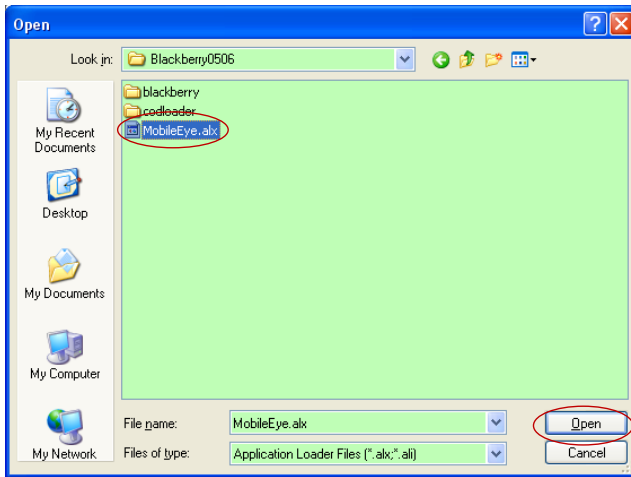 Open
Look in: Blackberry0506
blackberry
codloader
MobileEye.alx
My Recent
Documents
Desktop
My Documents
My Computer
My Network
File name: MobileEye.alx Open
Files of type: Application Loader Files (*.alx;*.ali) Cancel